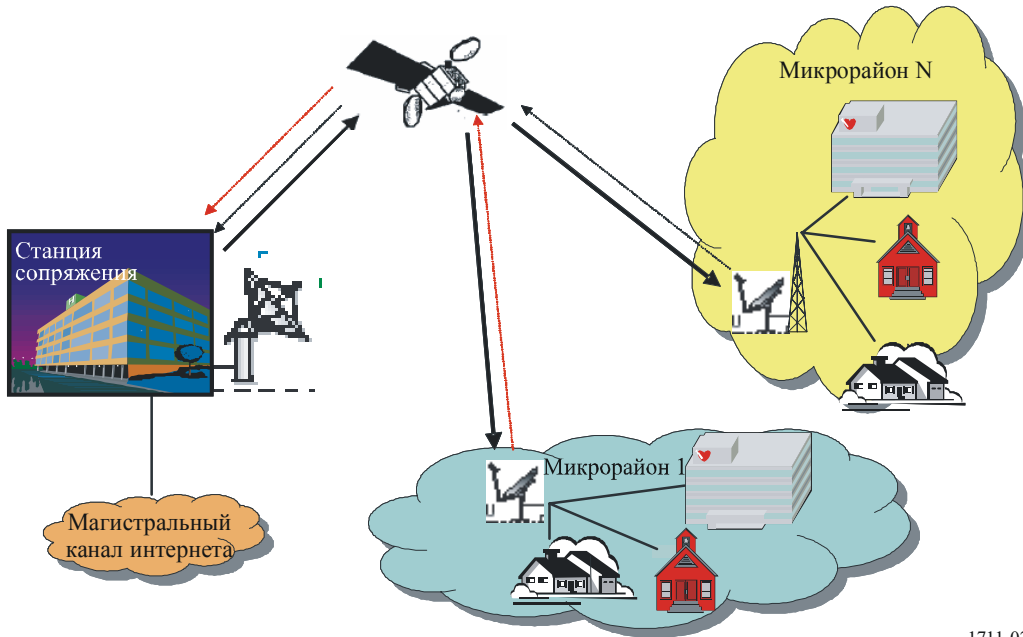 Микрорайон N
Станция
сопряжения
Микрорайон 1
Магистральный
канал интернета